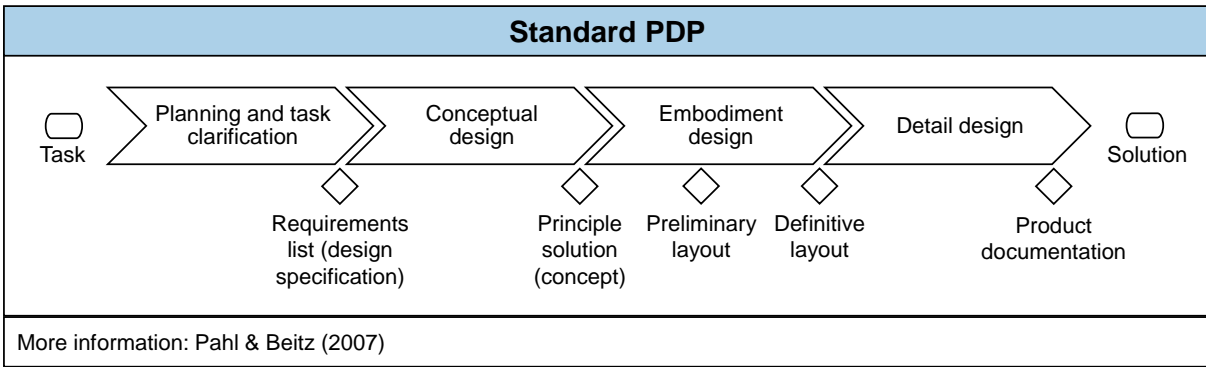 Standard PDP
Task
Planning and task
clarification
Conceptual
design
Embodiment
design
Detail design
Solution
Requirements
list (design
specification)
Principle
solution
(concept)
Preliminary
layout
Definitive
layout
Product
documentation
More information: Pahl & Beitz (2007)